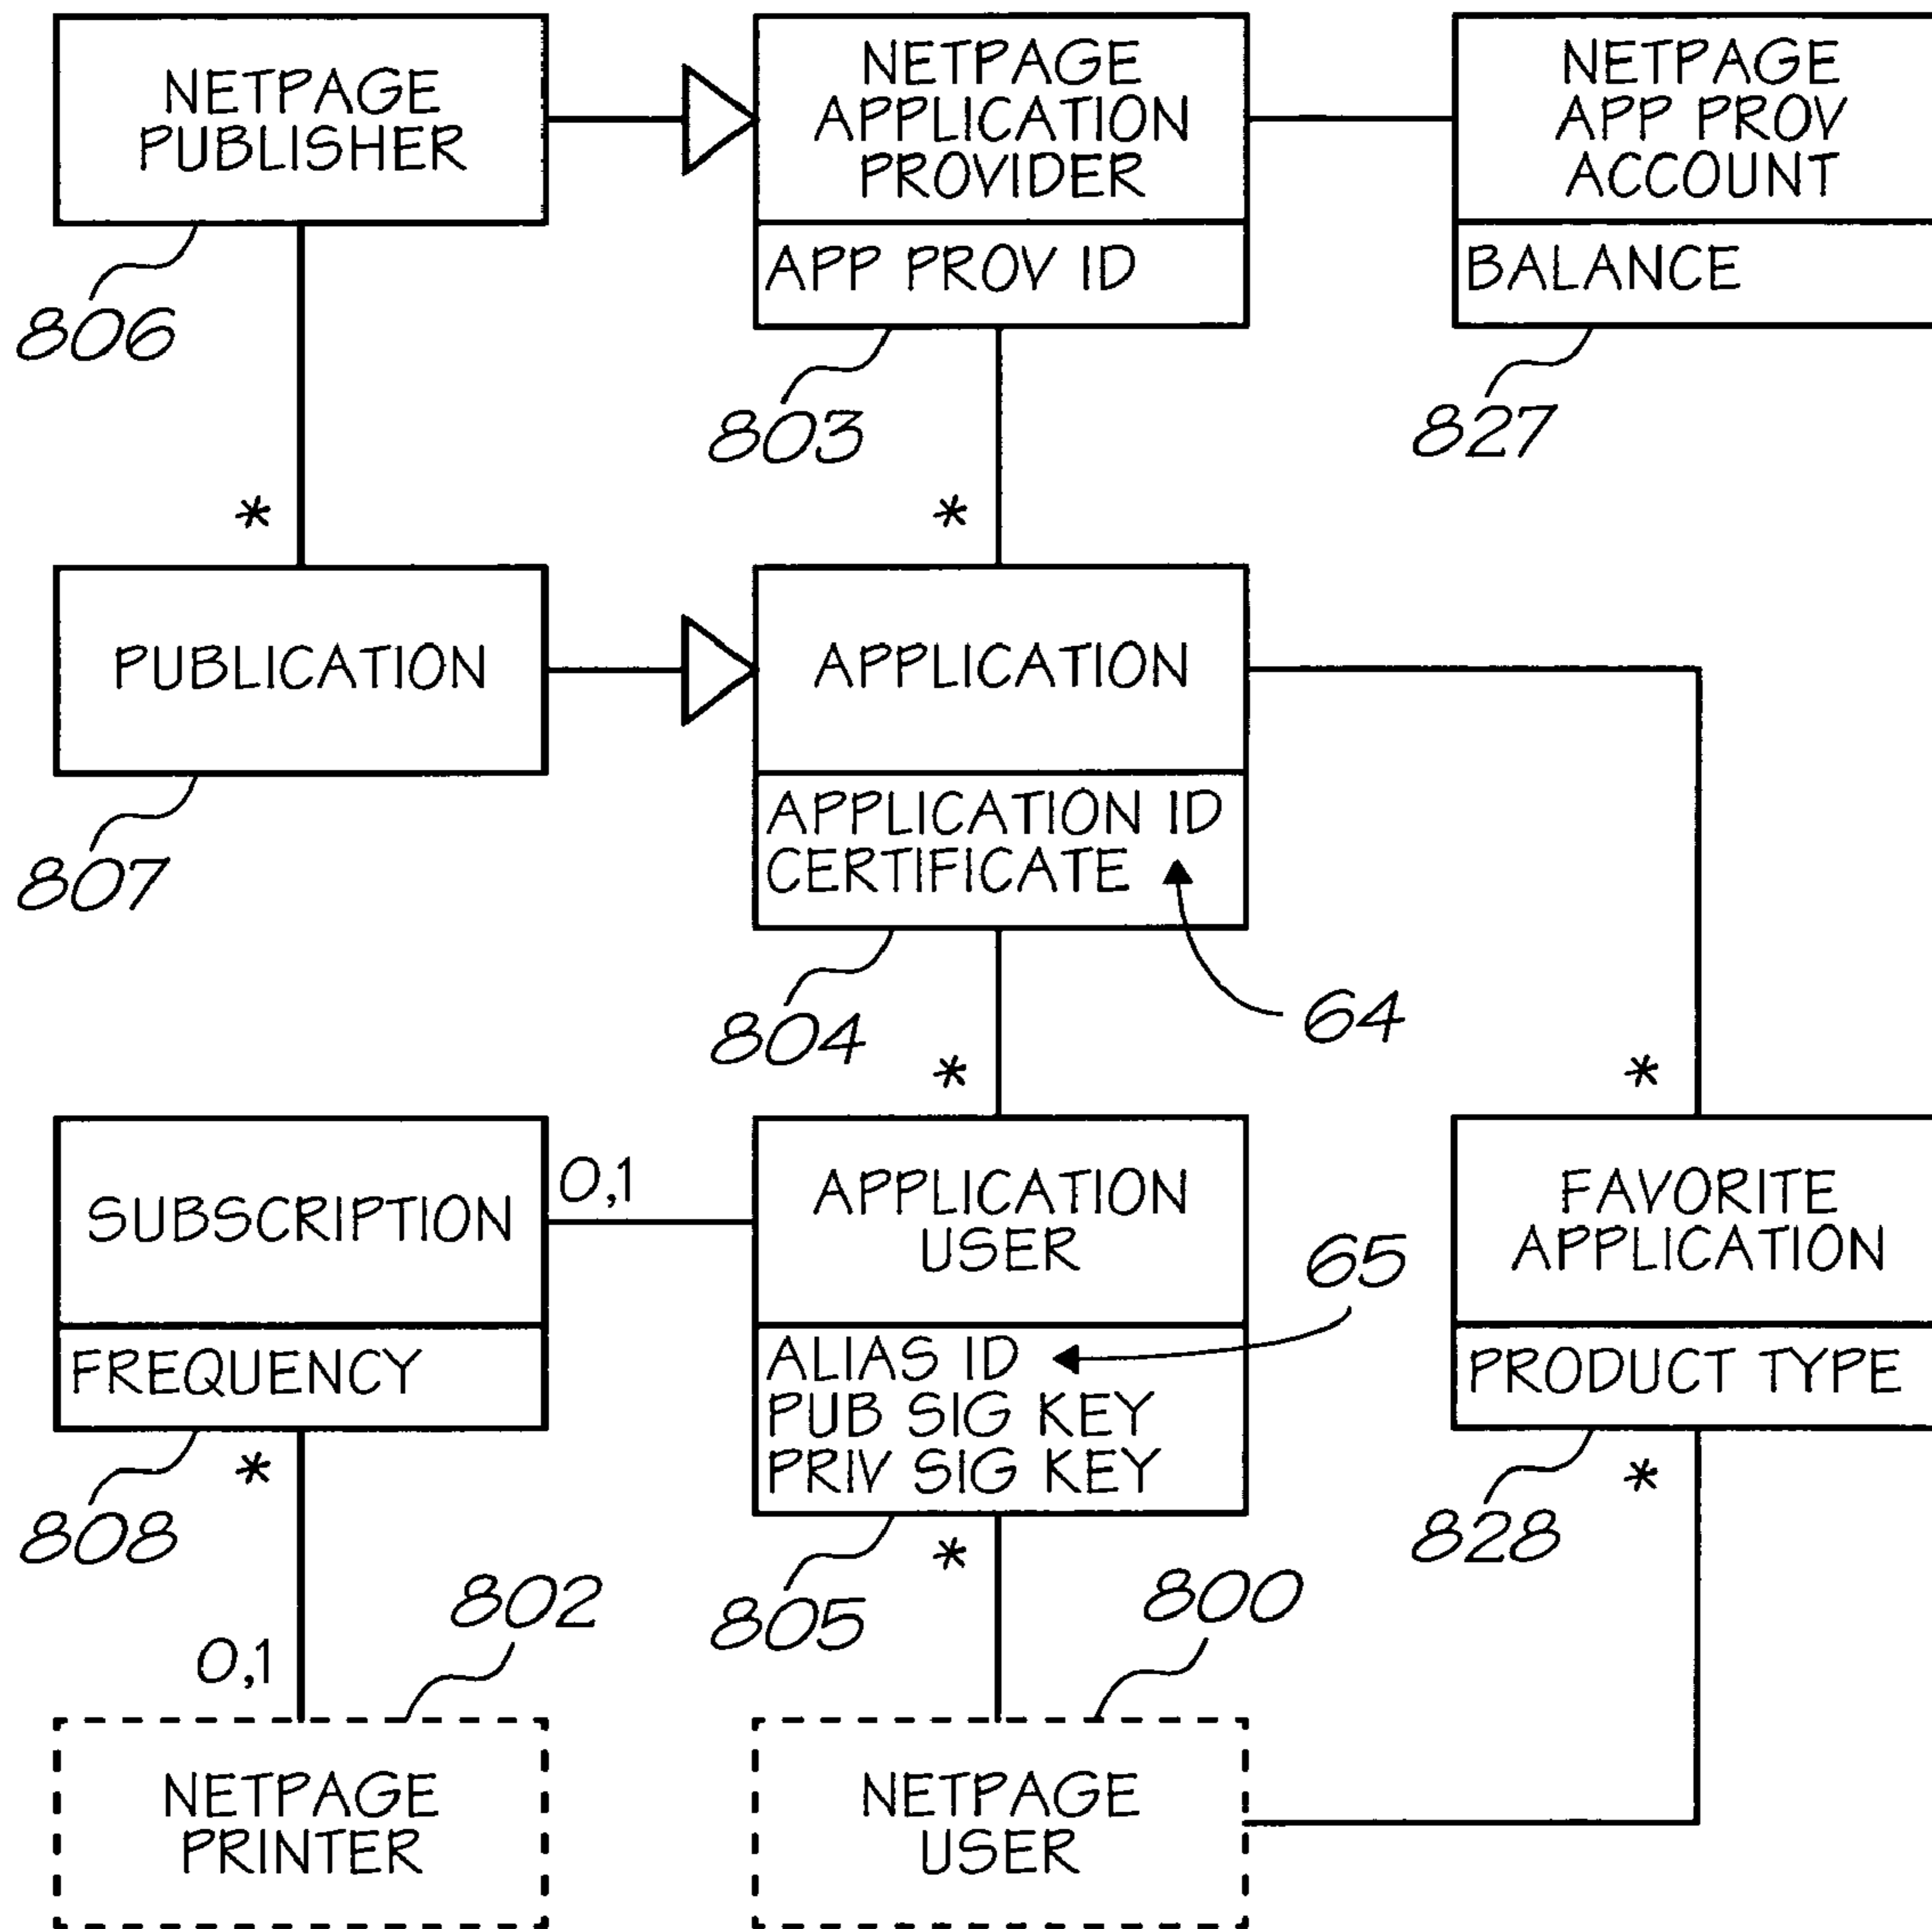 NETPAGE
PUBLISHER
806
NETPAGE
APPLICATION
PROVIDER
APP PROV ID
803
NETPAGE
APP PROV
ACCOUNT
BALANCE
827
*
*
PUBLICATION
807
APPLICATION
APPLICATION ID
CERTIFICATE
64
804
*
*
SUBSCRIPTION
0,1
FREQUENCY
808
*
APPLICATION
USER
65
ALIAS ID
PUB SIG KEY
PRIV SIG KEY
805
*
FAVORITE
APPLICATION
PRODUCT TYPE
828
*
802
0,1
800
NETPAGE
PRINTER
NETPAGE
USER